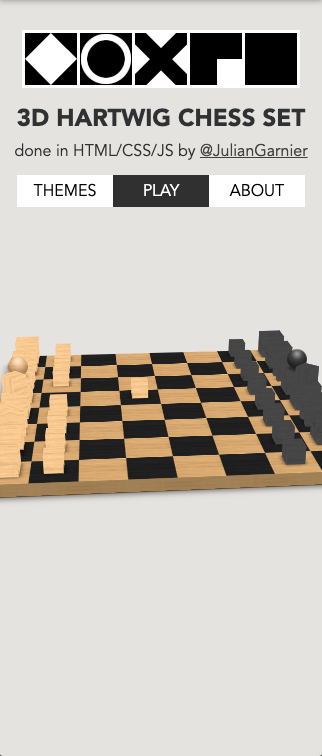 3D HARTWIG CHESS SET
done in HTML/CSS/JS by @JulianGarnier
THEMES PLAY ABOUT